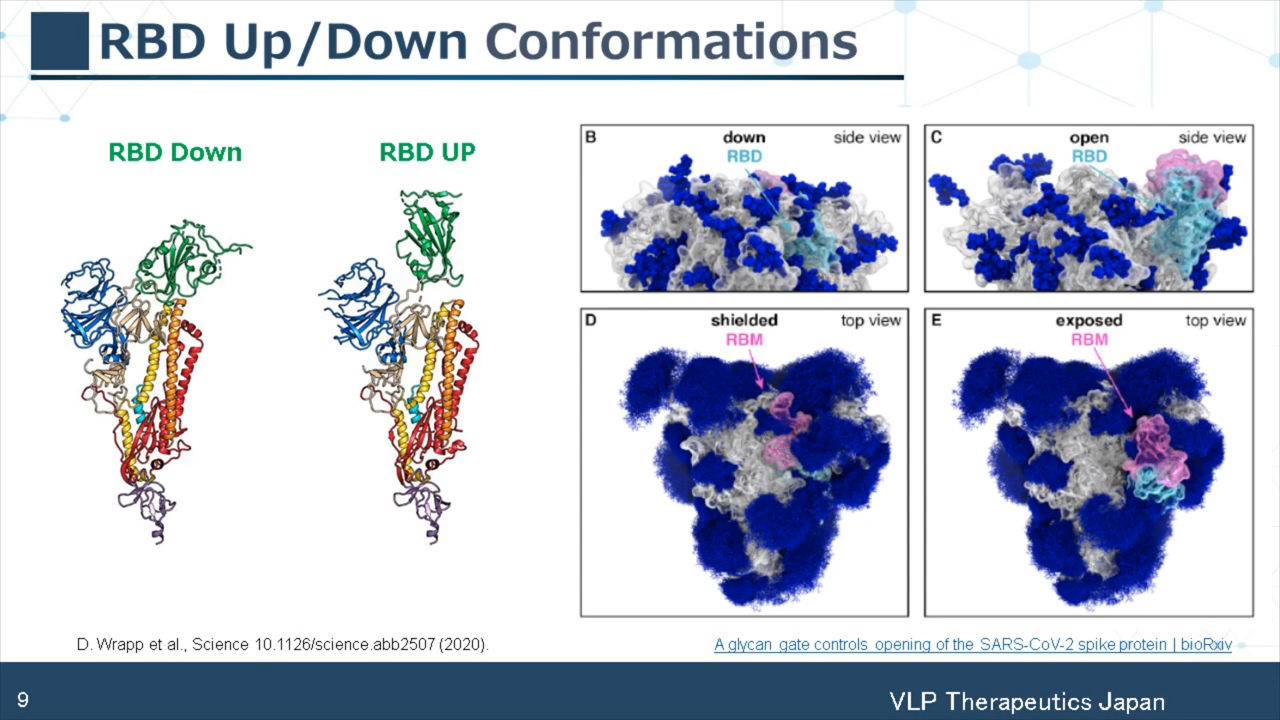 RBD Up/Down Conformations
RBD Down
RBD UP
B
down
side view
RBD
C
open
side view
RBD
D
shielded
top view
RBM
E
exposed
top view
RBM
D. Wrapp et al., Science 10.1126/science.abb2507 (2020).
A glycan gate controls opening of the SARS-CoV-2 spike protein | bioRxiv
9
VLP Therapeutics Japan